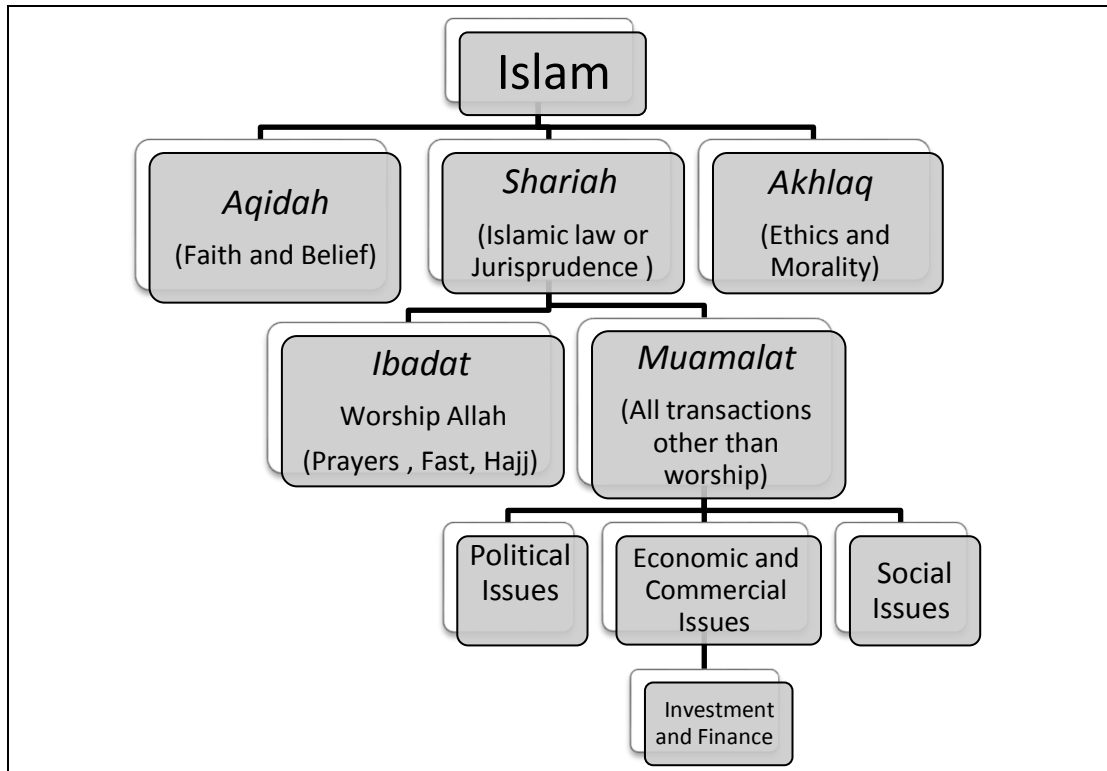 Islam
Aqidah
(Faith and Belief)
Shariah
(Islamic law or
Jurisprudence )
Akhlaq
(Ethics and
Morality)
Ibadat
Worship Allah
(Prayers , Fast, Hajj)
Muamalat
(All transactions
other than
worship)
Political
Issues
Economic and
Commercial
Issues
Social
Issues
Investment
and Finance